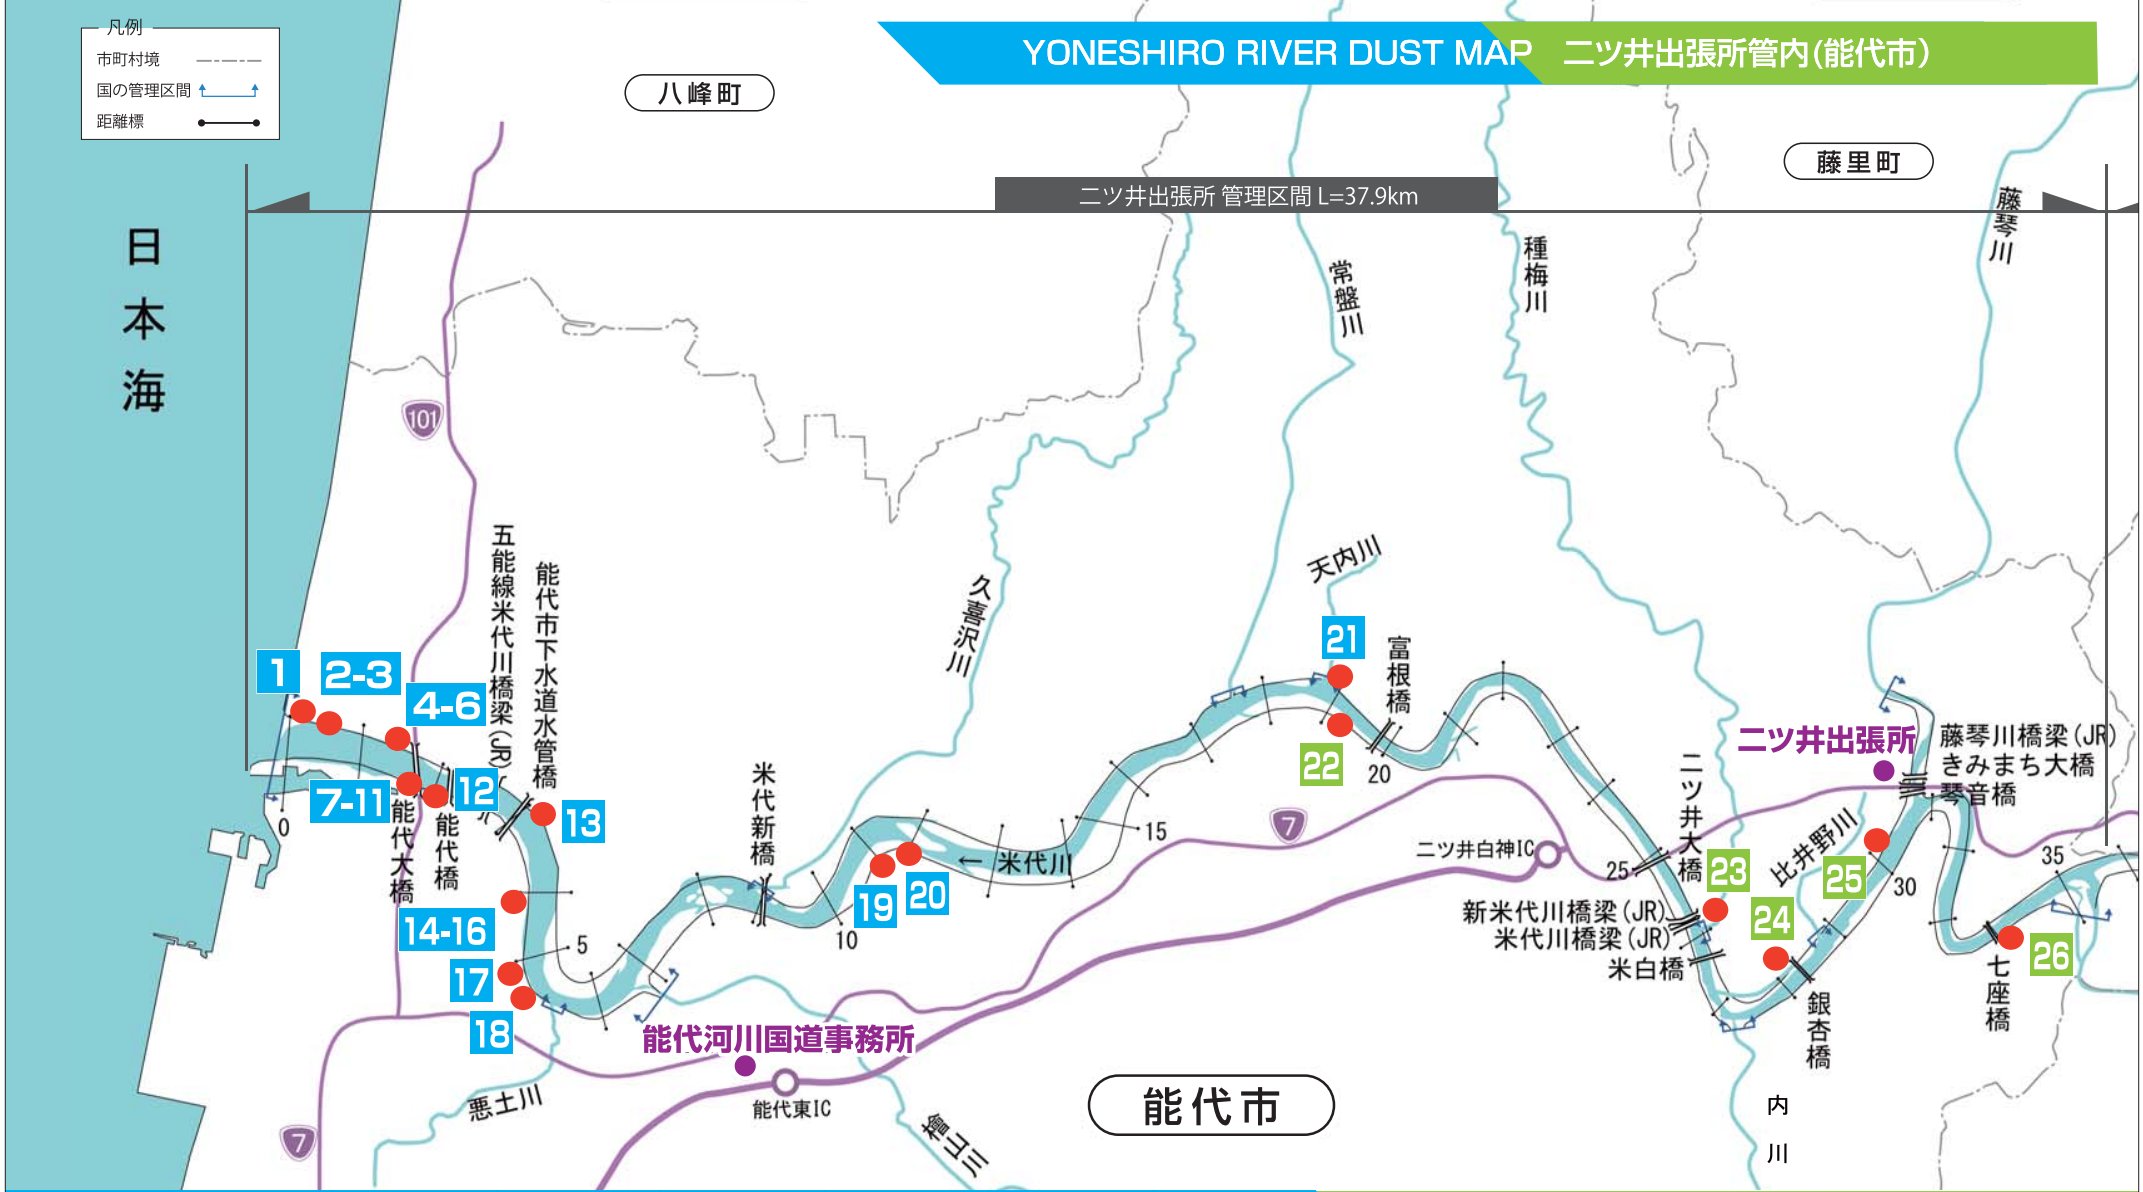 凡例
市町村境
国の管理区間
距離標
YONESHIRO RIVER DUST MAP
二ツ井出張所管内(能代市)
八峰町
藤里町
二ツ井出張所 管理区間 L=37.9km
日本海
藤琴川
種梅川
常盤川
101
五能線米代川橋梁(JR)
能代市下水道水管橋
天内川
久喜沢川
21
富根橋
1
2-3
4-6
22
20
二ツ井出張所
藤琴川橋梁(JR)
きみまち大橋
琴音橋
7-11
12
13
0
能代大橋
能代橋
米代新橋
7
15
二ツ井大橋
比井野川
二ツ井白神IC
← 米代川
25
23
25
35
30
14-16
19
20
10
新米代川橋梁(JR)
米代川橋梁(JR)
米白橋
24
26
七座橋
5
17
18
銀杏橋
能代河川国道事務所
能代東IC
悪土川
檜山川
能代市
内川
7